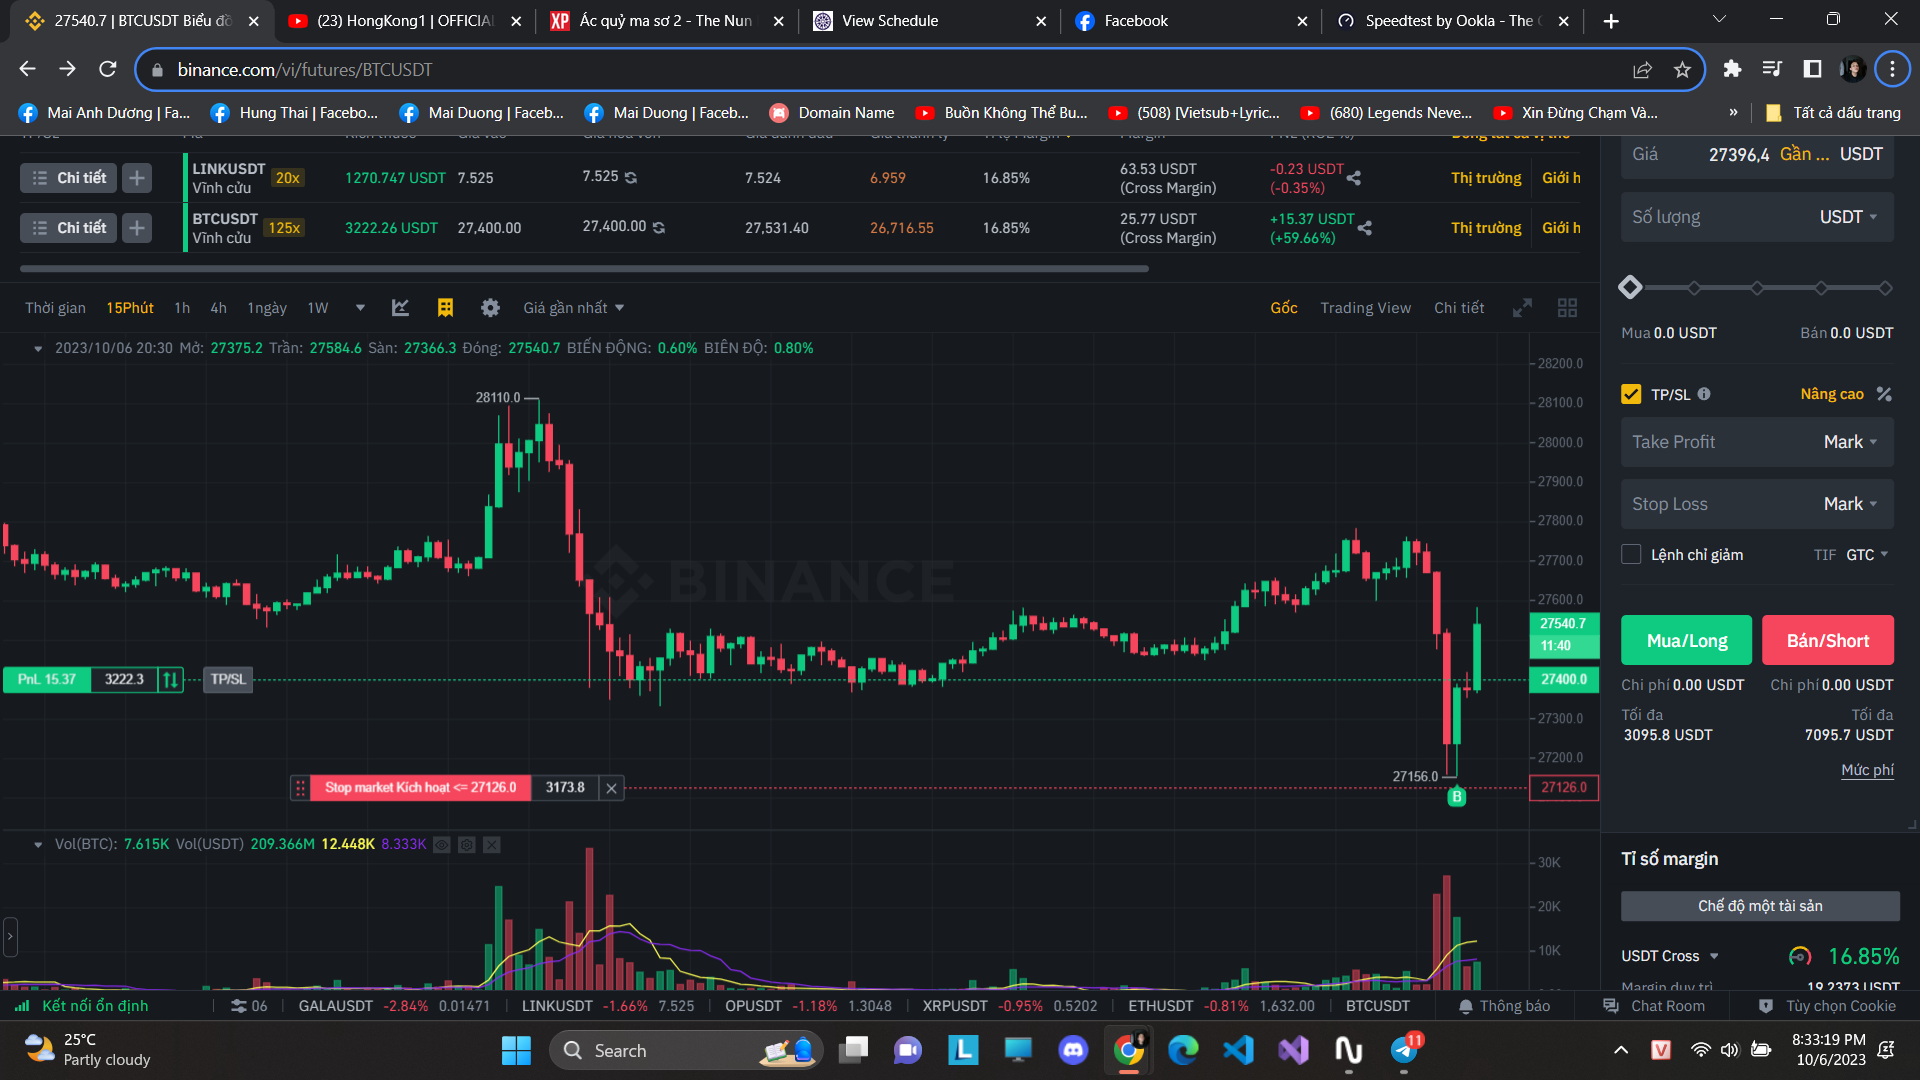 27540.7 | BTCUSDT Biểu đồ
(23) HongKong1 | OFFICIAL
XP Ác quỷ ma sơ 2 - The Nun
View Schedule
Facebook
Speedtest by Ookla - The
binance.com/vi/futures/BTCUSDT
Mai Anh Dương | Fa...
Hung Thai | Facebo...
Mai Duong | Faceb...
Mai Duong | Faceb...
Domain Name
Buồn Không Thể Bu...
(508) [Vietsub+Lyric...
(680) Legends Neve...
Xin Đừng Chạm Và...
»
Tất cả dấu trang
Chi tiết + LINKUSDT 20x 1270.747 USDT 7.525 7.525 7.524 6.959 16.85% 63.53 USDT -0.23 USDT Thị trường Giới h
Vĩnh cửu (Cross Margin) (-0.35%)
Chi tiết + BTCUSDT 125x 3222.26 USDT 27,400.00 27,400.00 27,531.40 26,716.55 16.85% 25.77 USDT +15.37 USDT Thị trường Giới h
Vĩnh cửu (Cross Margin) (+59.66%)
Thời gian 15Phút 1h 4h 1ngày 1W Giá gần nhất Gốc Trading View Chi tiết
2023/10/06 20:30 Mở: 27375.2 Trần: 27584.6 Sàn: 27366.3 Đóng: 27540.7 BIẾN ĐỘNG: 0.60% BIÊN ĐỘ: 0.80%
28200.0
28110.0
28100.0
28000.0
27900.0
27800.0
27700.0
BINANCE
27600.0
27540.7
11:40
PnL 15.37 3222.3 TP/SL
27400.0
27300.0
27200.0
27156.0
Stop market Kích hoạt <= 27126.0 3173.8
27126.0
B
Vol(BTC): 7.615K Vol(USDT) 209.366M 12.448K 8.333K
30K
20K
10K
Giá 27396,4 Gần ... USDT
Số lượng USDT
Mua 0.0 USDT Bán 0.0 USDT
TP/SL Nâng cao
Take Profit Mark
Stop Loss Mark
Lệnh chỉ giảm TIF GTC
Mua/Long Bán/Short
Chi phí 0.00 USDT Chi phí 0.00 USDT
Tối đa Tối đa
3095.8 USDT 7095.7 USDT
Mức phí
Tỉ số margin
Chế độ một tài sản
USDT Cross 16.85%
Margin duy trì 19.2373 USDT
Kết nối ổn định
06
GALAUSDT -2.84% 0.01471
LINKUSDT -1.66% 7.525
OPUSDT -1.18% 1.3048
XRPUSDT -0.95% 0.5202
ETHUSDT -0.81% 1,632.00
BTCUSDT
Thông báo
Chat Room
Tùy chọn Cookie
25°C
Partly cloudy
Search
L
11
V
8:33:19 PM
10/6/2023